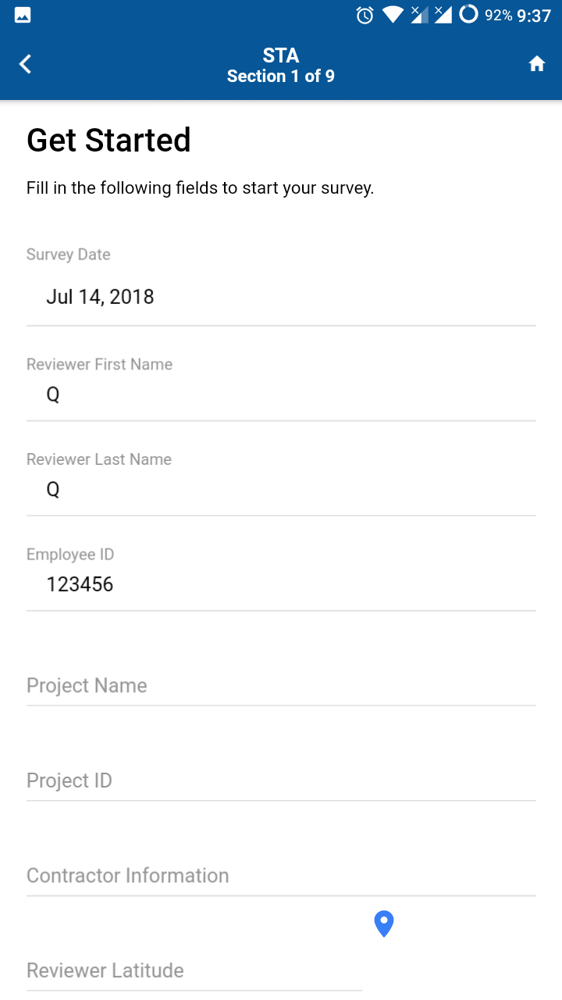 92% 9:37
STA
Section 1 of 9
Get Started
Fill in the following fields to start your survey.
Survey Date
Jul 14, 2018
Reviewer First Name
Q
Reviewer Last Name
Q
Employee ID
123456
Project Name
Project ID
Contractor Information
Reviewer Latitude